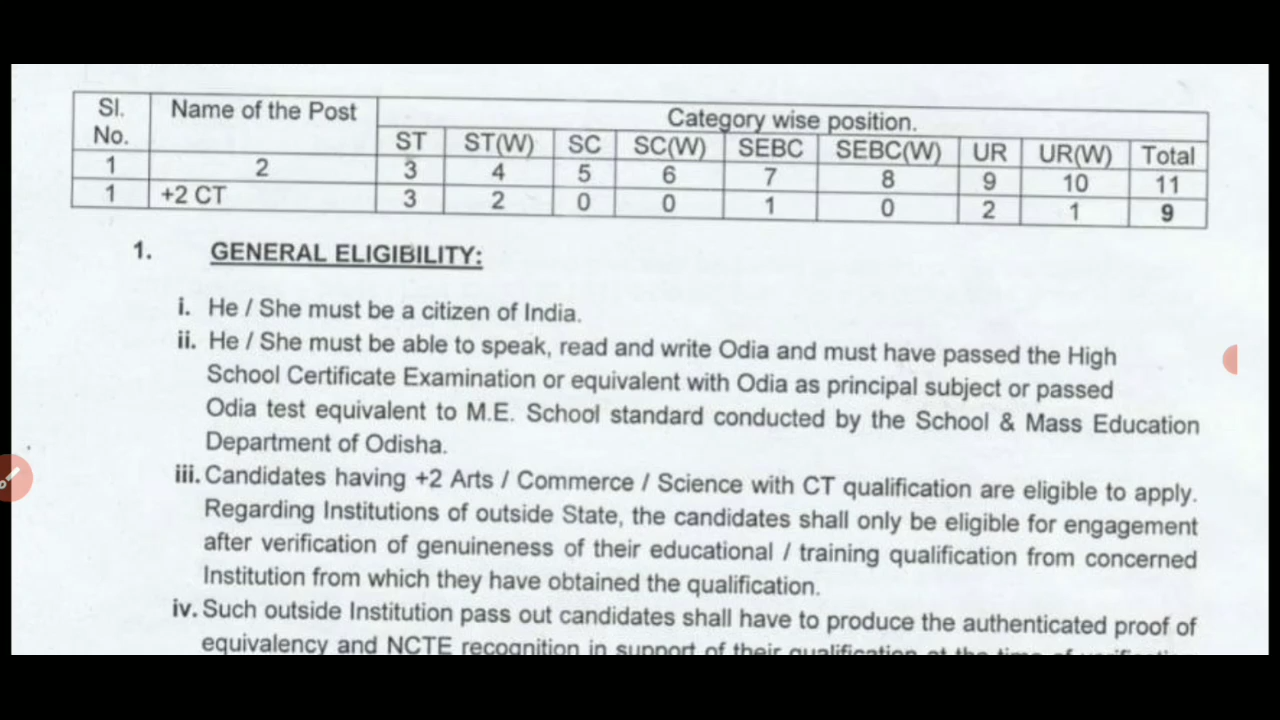 Sl. No. Name of the Post Category wise position.
ST ST(W) SC SC(W) SEBC SEBC(W) UR UR(W) Total
1 2 3 4 5 6 7 8 9 10 11
1 +2 CT 3 2 0 0 1 0 2 1 9
1. GENERAL ELIGIBILITY:
i. He / She must be a citizen of India.
ii. He / She must be able to speak, read and write Odia and must have passed the High
School Certificate Examination or equivalent with Odia as principal subject or passed
Odia test equivalent to M.E. School standard conducted by the School & Mass Education
Department of Odisha.
iii. Candidates having +2 Arts / Commerce / Science with CT qualification are eligible to apply.
Regarding Institutions of outside State, the candidates shall only be eligible for engagement
after verification of genuineness of their educational / training qualification from concerned
Institution from which they have obtained the qualification.
iv. Such outside Institution pass out candidates shall have to produce the authenticated proof of
equivalency and NCTE recognition in support of their qualification at the time of verification